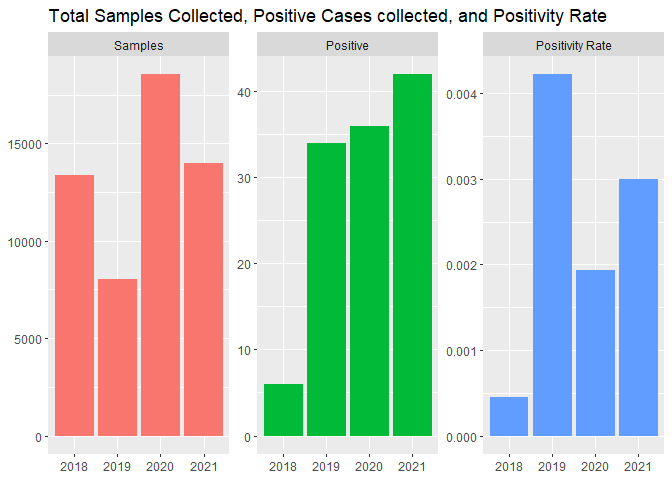 Total Samples Collected, Positive Cases collected, and Positivity Rate
Samples
Positive
Positivity Rate
15000
10000
5000
0
40
30
20
10
0
0.004
0.003
0.002
0.001
0.000
2018 2019 2020 2021
2018 2019 2020 2021
2018 2019 2020 2021